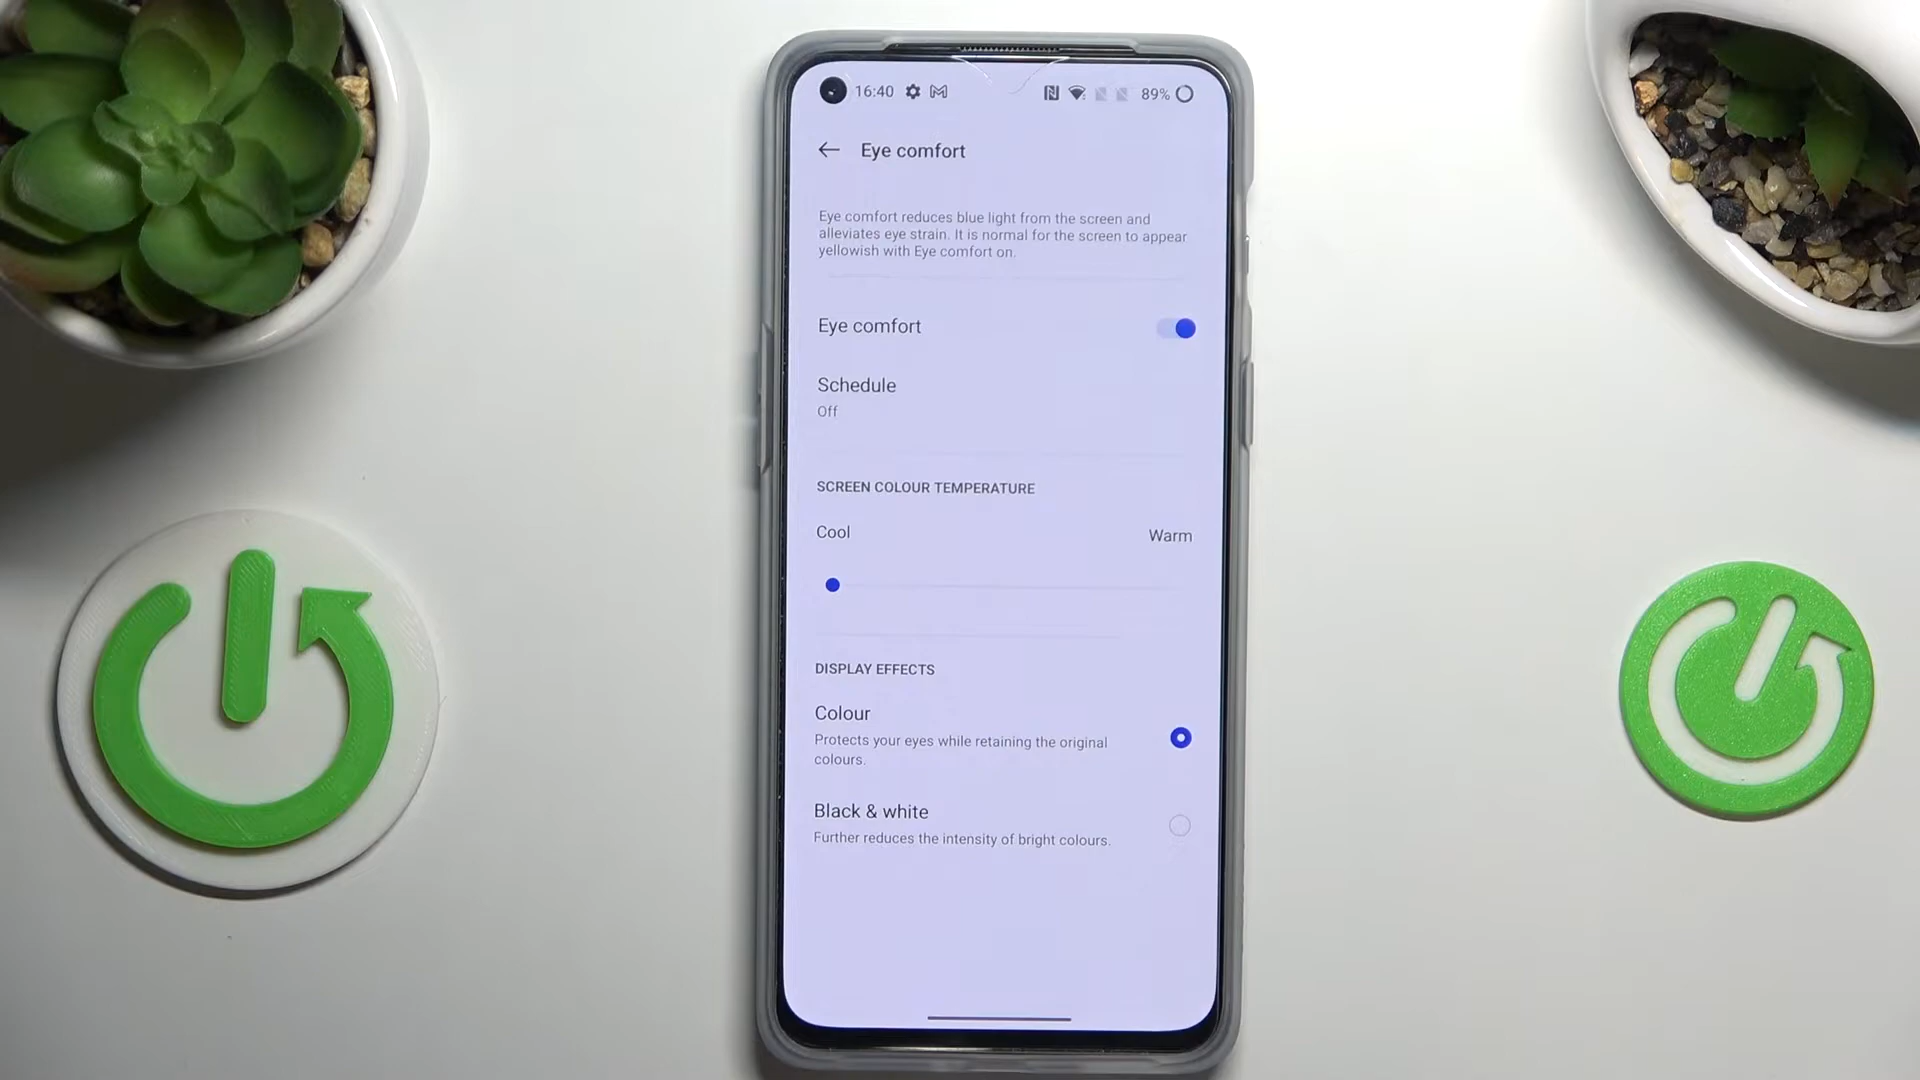 16:40
89%
Eye comfort
Eye comfort reduces blue light from the screen and
alleviates eye strain. It is normal for the screen to appear
yellowish with Eye comfort on.
Eye comfort
Schedule
Off
SCREEN COLOUR TEMPERATURE
Cool
Warm
DISPLAY EFFECTS
Colour
Protects your eyes while retaining the original
colours.
Black & white
Further reduces the intensity of bright colours.